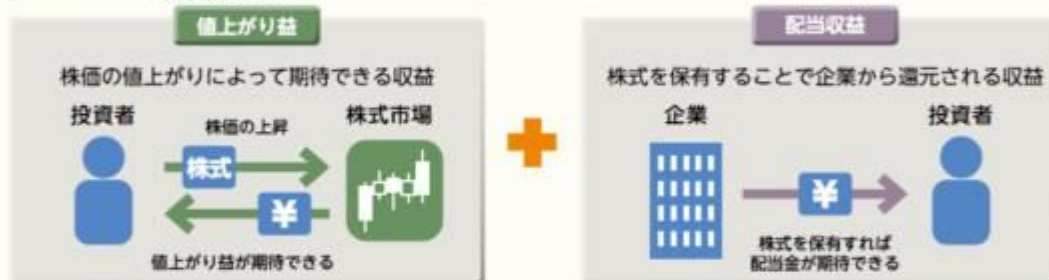 値上がり益
株価の値上がりによって期待できる収益
投資者
株価の上昇
株式市場
株式
¥
値上がり益が期待できる
配当収益
株式を保有することで企業から還元される収益
企業
投資者
¥
株式を保有すれば
配当金が期待できる